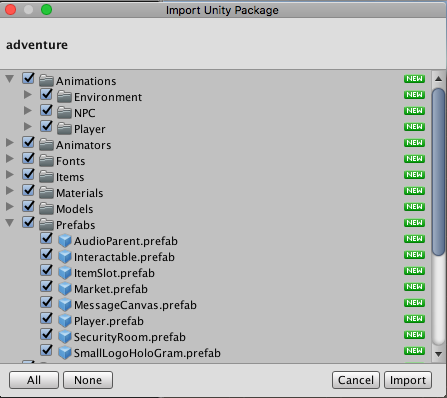 Import Unity Package
adventure
Animations NEW
Environment NEW
NPC NEW
Player NEW
Animators NEW
Fonts NEW
Items NEW
Materials NEW
Models NEW
Prefabs NEW
AudioParent.prefab NEW
Interactable.prefab NEW
ItemSlot.prefab NEW
Market.prefab NEW
MessageCanvas.prefab NEW
Player.prefab NEW
SecurityRoom.prefab NEW
SmallLogoHoloGram.prefab NEW
All None Cancel Import